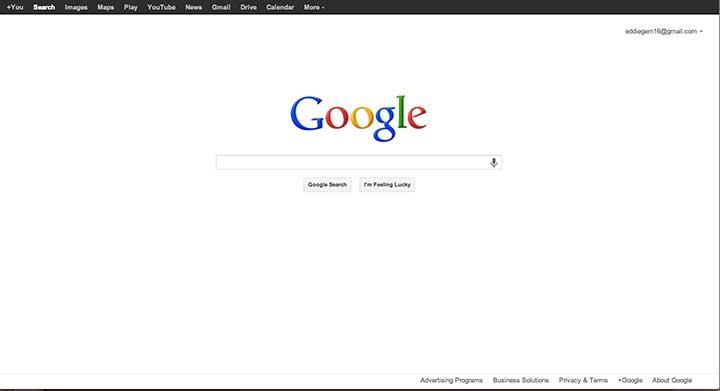 +You Search Images Maps Play YouTube News Gmail Drive Calendar More
eddiegem16@gmail.com
Google
Google Search I'm Feeling Lucky
Advertising Programs Business Solutions Privacy & Terms +Google About Google